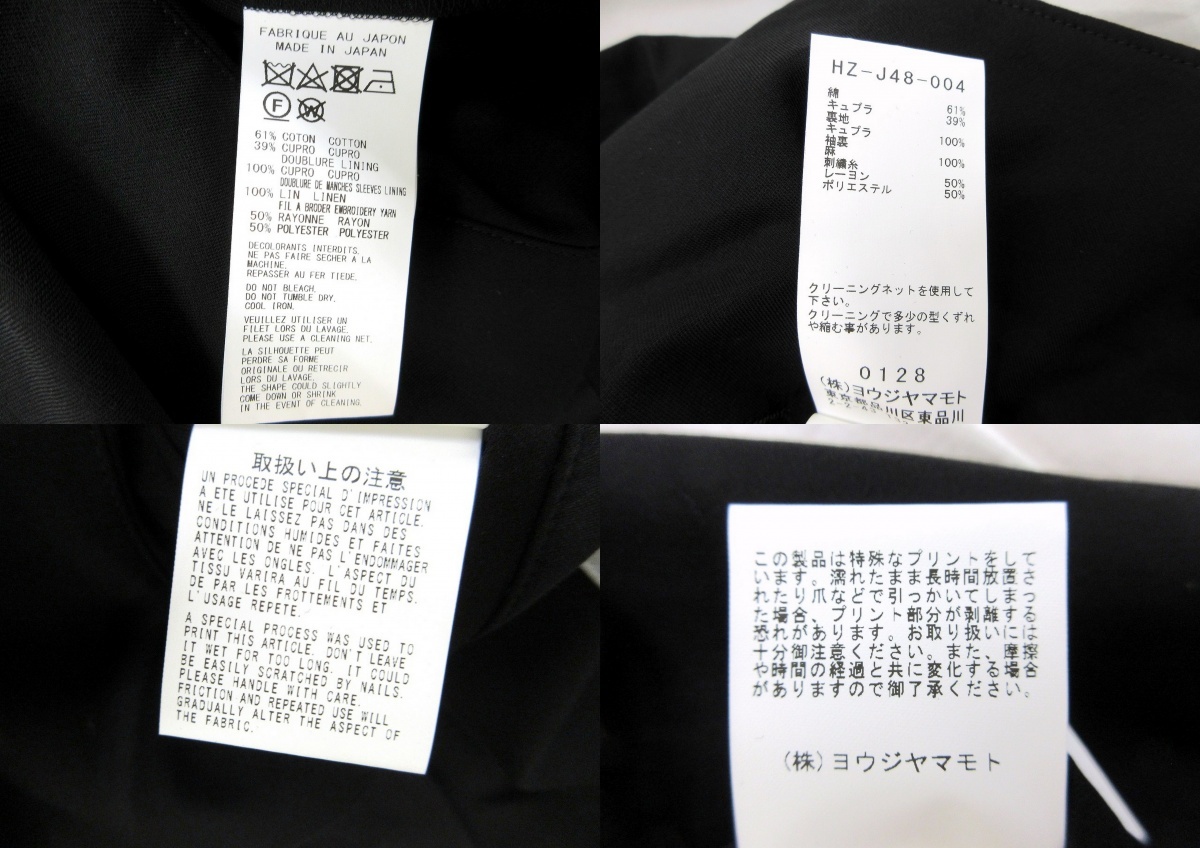 FABRIQUE AU JAPON
MADE IN JAPAN
F W
61% COTON COTTON
39% CUPRO CUPRO
DOUBLURE LINING
100% CUPRO CUPRO
DOUBLURE DE MANCHES SLEEVES LINING
100% LIN LINEN
FIL A BRODER EMBROIDERY YARN
50% RAYONNE RAYON
50% POLYESTER POLYESTER
DECOLORANTS INTERDITS.
NE PAS FAIRE SECHER A LA
MACHINE.
REPASSER AU FER TIEDE.
DO NOT BLEACH.
DO NOT TUMBLE DRY.
COOL IRON.
VEUILLEZ UTILISER UN
FILET LORS DU LAVAGE.
PLEASE USE A CLEANING NET.
LA SILHOUETTE PEUT
PERDRE SA FORME
ORIGINALE OU RETRECIR
LORS DU LAVAGE.
THE SHAPE COULD SLIGHTLY
COME DOWN OR SHRINK
IN THE EVENT OF CLEANING.
HZ-J48-004
綿 61%
キュプラ 39%
裏地
キュプラ 100%
袖裏
麻 100%
刺繍糸
レーヨン 50%
ポリエステル 50%
クリーニングネットを使用して
下さい。
クリーニングで多少の型くずれ
や縮む事があります。
0128
(株)ヨウジヤマモト
東京都品川区東品川
2-2-43
取扱い上の注意
UN PROCEDE SPECIAL D'IMPRESSION
A ETE UTILISE POUR CET ARTICLE.
NE LE LAISSEZ PAS DANS DES
CONDITIONS HUMIDES ET FAITES
ATTENTION DE NE PAS L'ENDOMMAGER
AVEC LES ONGLES. L'ASPECT DU
TISSU VARIRA AU FIL DU TEMPS.
DE PAR LES FROTTEMENTS ET
L'USAGE REPETE.
A SPECIAL PROCESS WAS USED TO
PRINT THIS ARTICLE. DON'T LEAVE
IT WET FOR TOO LONG. IT COULD
BE EASILY SCRATCHED BY NAILS.
PLEASE HANDLE WITH CARE.
FRICTION AND REPEATED USE WILL
GRADUALLY ALTER THE ASPECT OF
THE FABRIC.
この製品は特殊なプリントをして
います。濡れたまま長時間放置さ
れたり爪などで引っかいてしまっ
た場合、プリント部分が剥離する
恐れがあります。お取り扱いには
十分御注意ください。また、摩擦
や時間の経過と共に変化する場合
がありますので御了承ください。
(株)ヨウジヤマモト